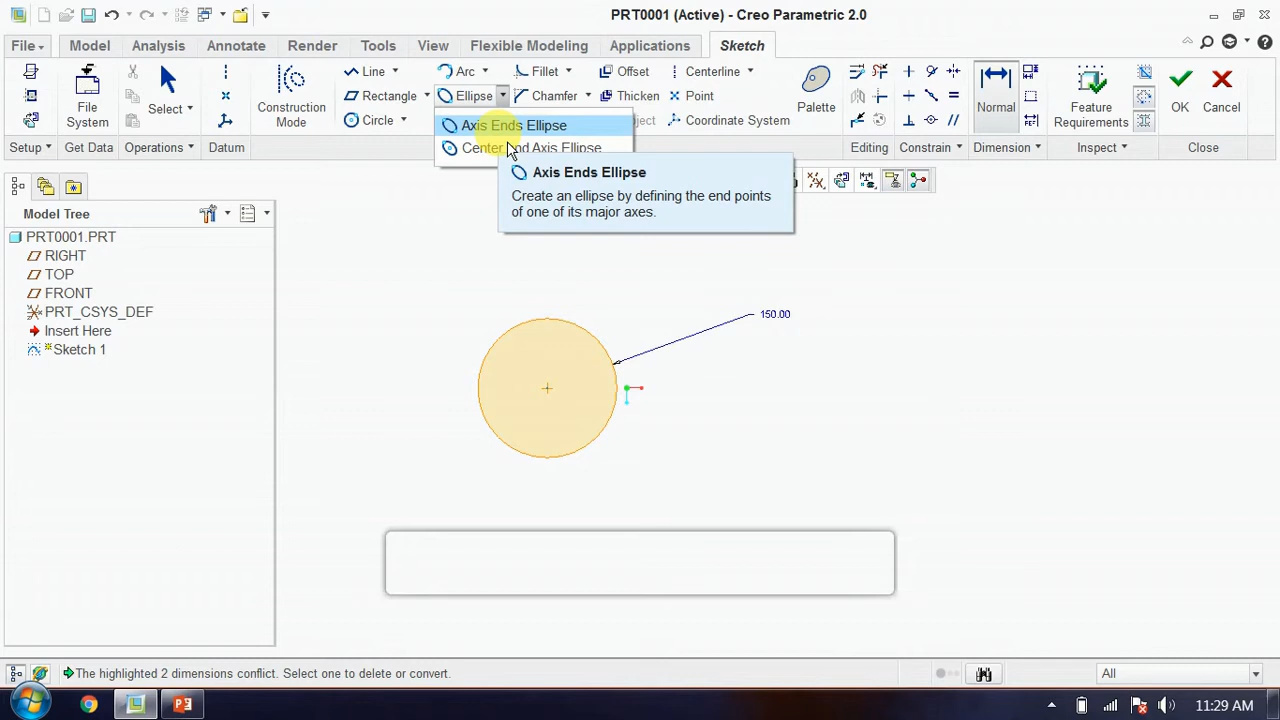 PRT0001 (Active) - Creo Parametric 2.0
File Model Analysis Annotate Render Tools View Flexible Modeling Applications Sketch
Line Arc Fillet Offset Centerline
Rectangle Ellipse Chamfer Thicken Point
Circle Coordinate System
File System
Select
Construction Mode
Palette
Normal
Feature Requirements
OK
Cancel
Setup Get Data Operations Datum Editing Constrain Dimension Inspect Close
Axis Ends Ellipse
Center and Axis Ellipse
Axis Ends Ellipse
Create an ellipse by defining the end points
of one of its major axes.
Model Tree
PRT0001.PRT
RIGHT
TOP
FRONT
PRT_CSYS_DEF
Insert Here
Sketch 1
150.00
The highlighted 2 dimensions conflict. Select one to delete or convert.
All
11:29 AM